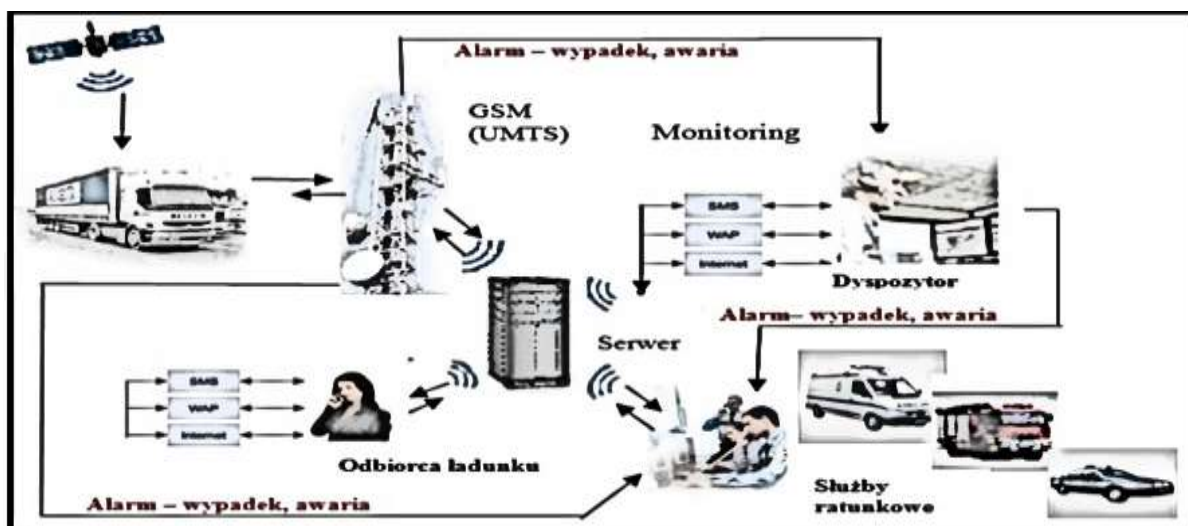 Alarm – wypadek, awaria
GSM
(UMTS)
Monitoring
SMS
WAP
Internet
Dyspozytor
Alarm– wypadek, awaria
Serwer
SMS
WAP
Internet
Odbiorca ładunku
Służby
ratunkowe
Alarm – wypadek, awaria